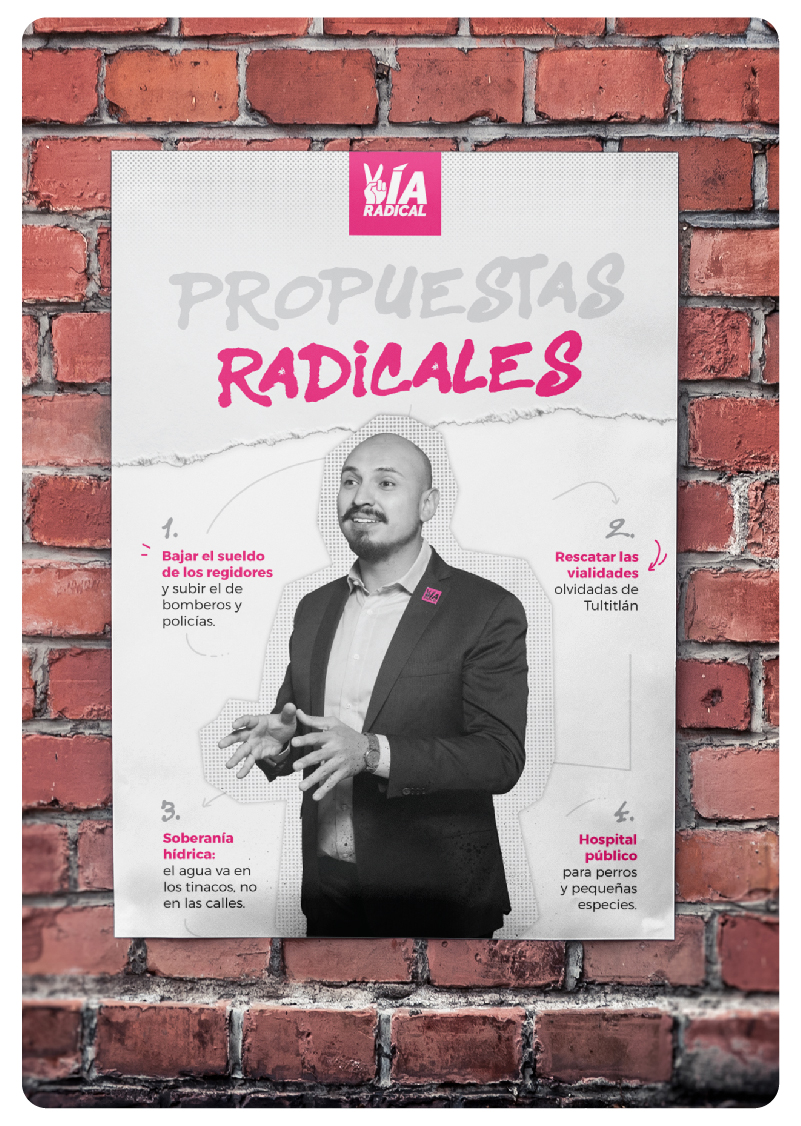 VÍA
RADICAL
PROPUESTAS
RADiCALES
1.
Bajar el sueldo
de los regidores
y subir el de
bomberos y
policías.
2.
Rescatar las
vialidades
olvidadas de
Tultitlán
3.
Soberanía
hídrica:
el agua va en
los tinacos, no
en las calles.
4.
Hospital
público
para perros
y pequeñas
especies.